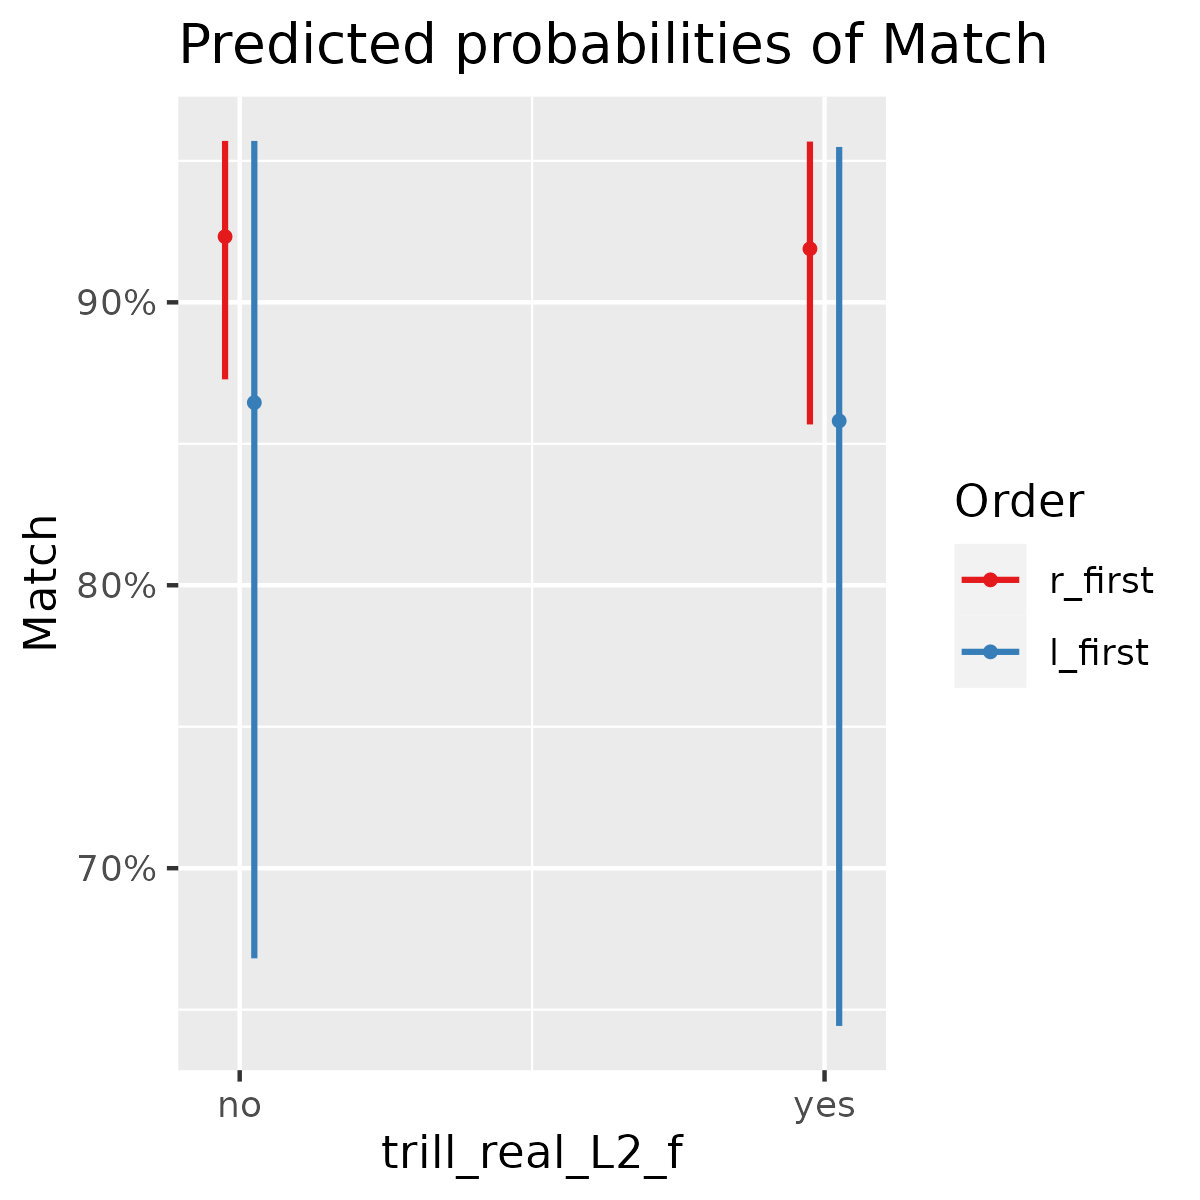 Predicted probabilities of Match
Match
90%
80%
70%
no
yes
trill_real_L2_f
Order
r_first
l_first